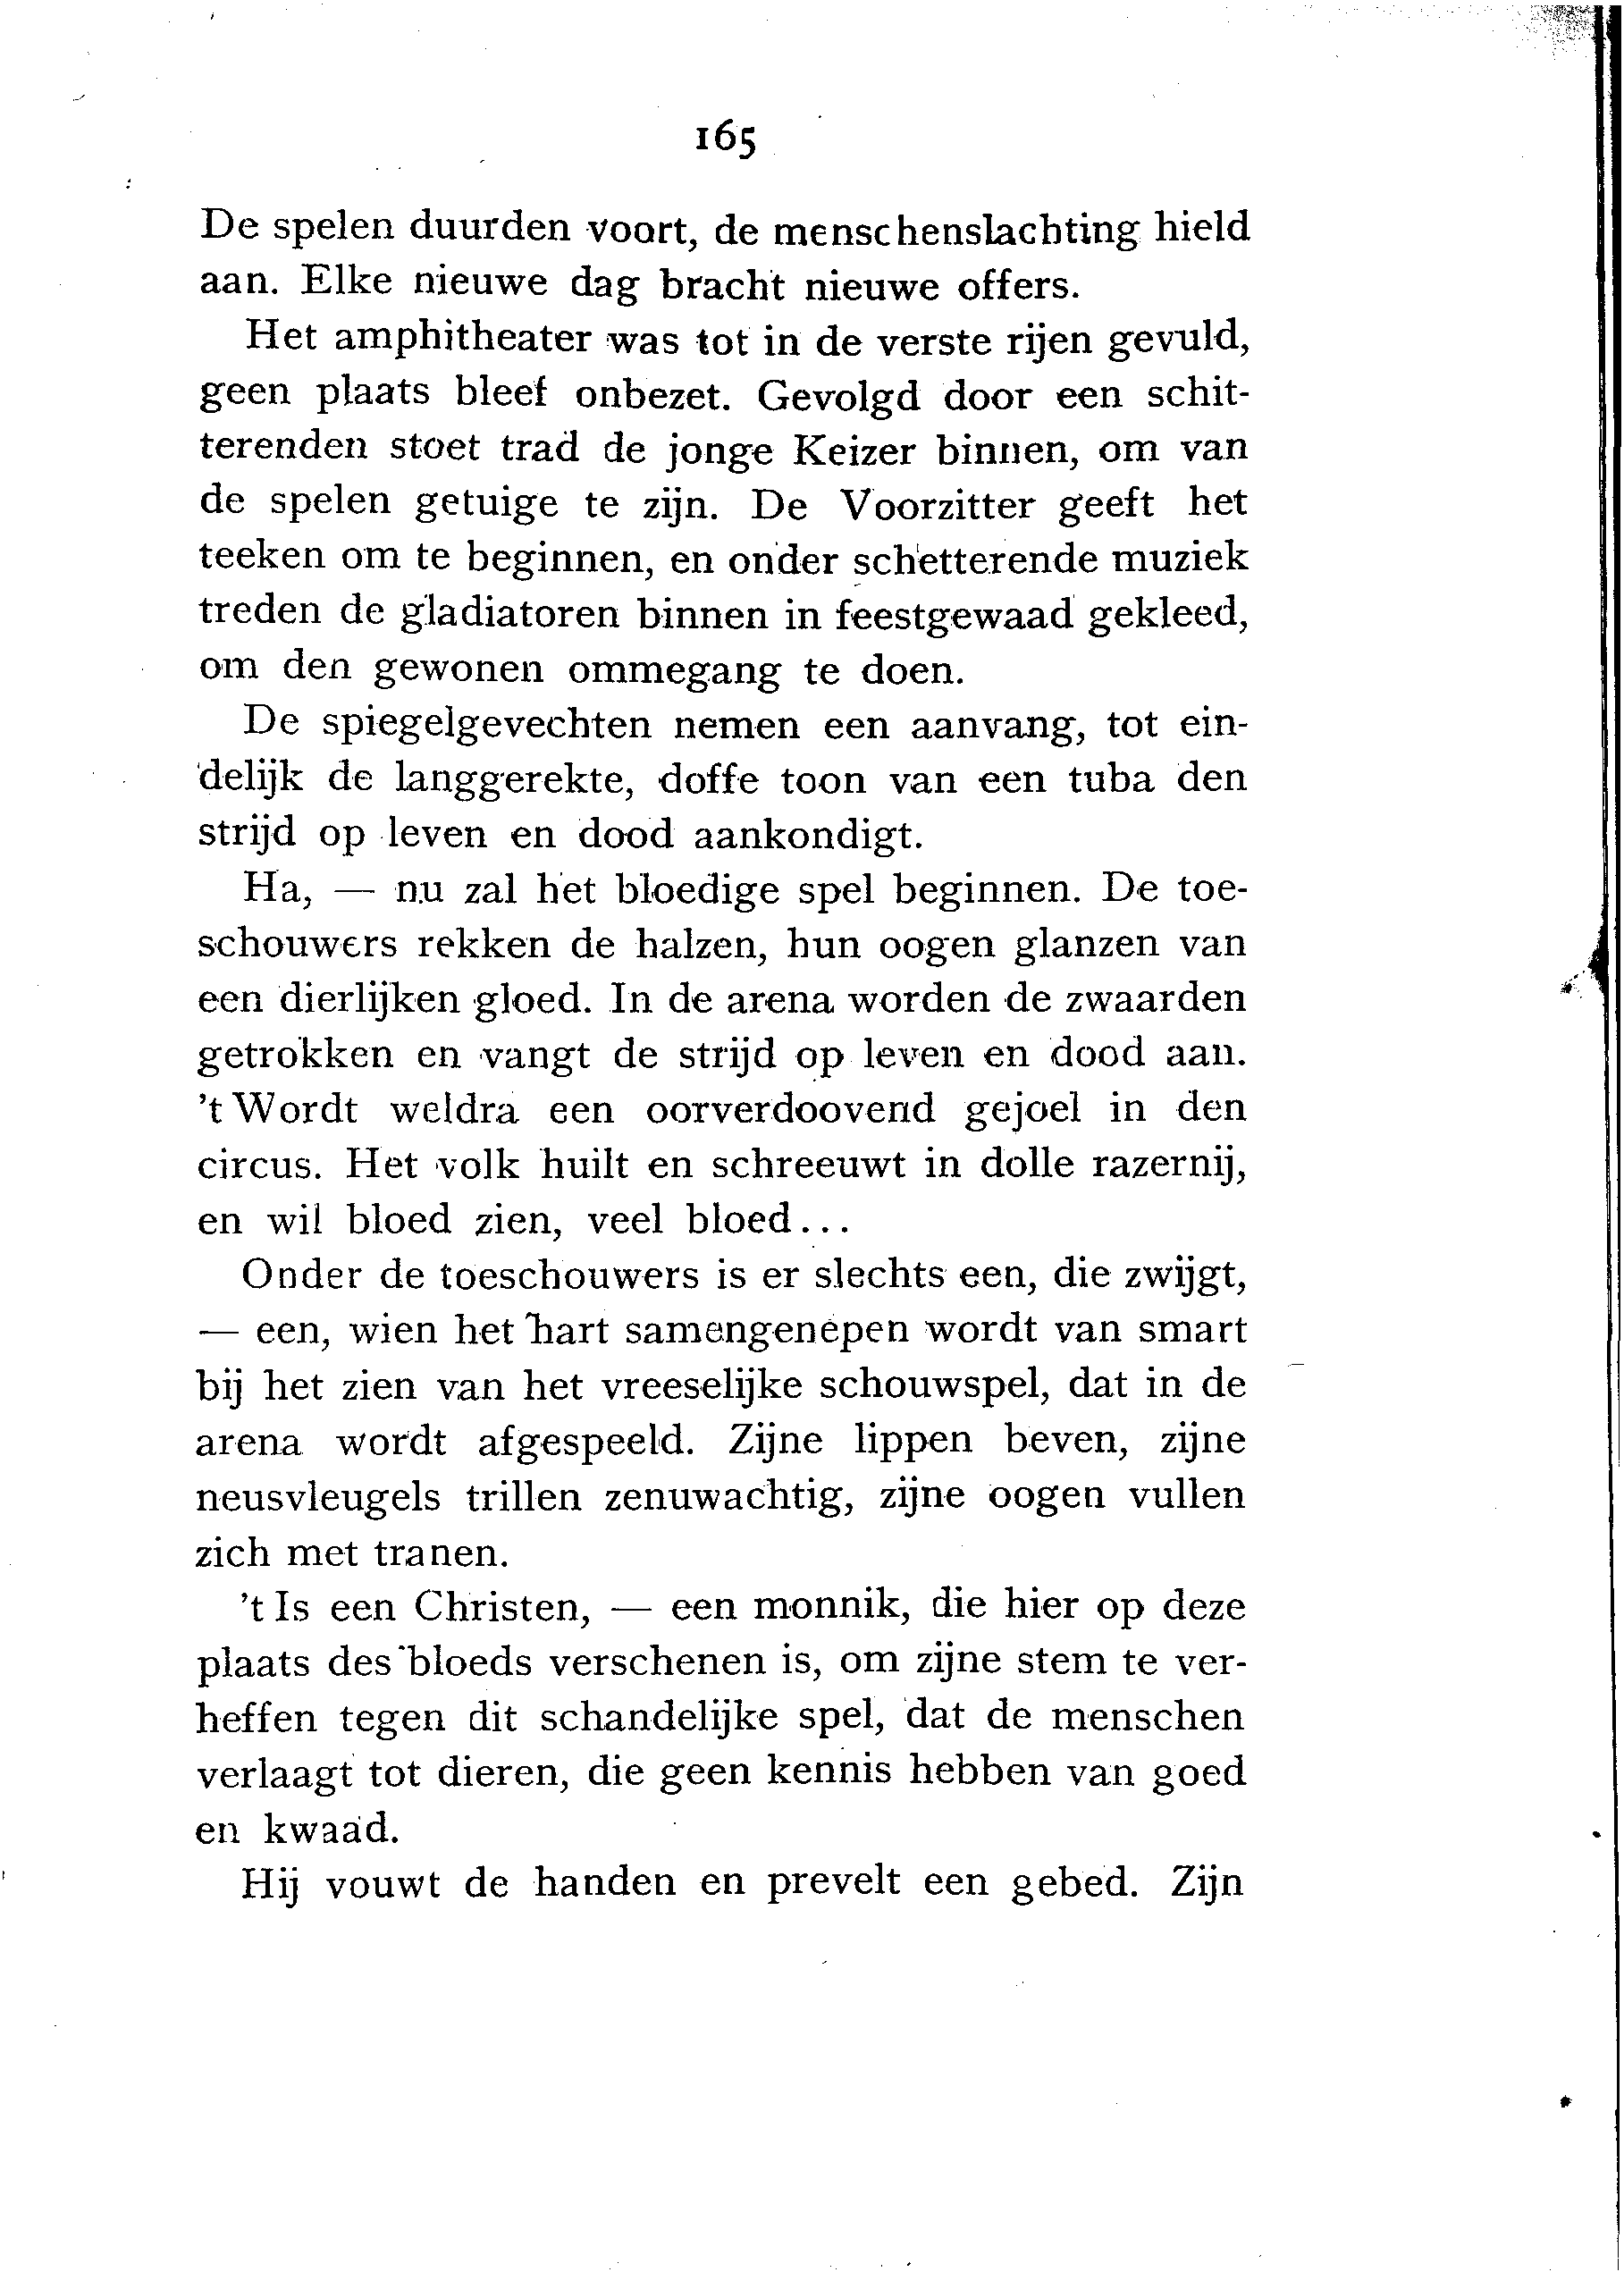 165
De spelen duurden voort, de menschenslachting hield
aan. Elke nieuwe dag bracht nieuwe offers.
Het amphitheater was tot in de verste rijen gevuld,
geen plaats bleef onbezet. Gevolgd door een schit-
terenden stoet trad de jonge Keizer binnen, om van
de spelen getuige te zijn. De Voorzitter geeft het
teeken om te beginnen, en onder schetterende muziek
treden de gladiatoren binnen in feestgewaad gekleed,
om den gewonen ommegang te doen.
De spiegelgevechten nemen een aanvang, tot ein-
delijk de langgerekte, doffe toon van een tuba den
strijd op leven en dood aankondigt.
Ha, — nu zal het bloedige spel beginnen. De toe-
schouwers rekken de halzen, hun oogen glanzen van
een dierlijken gloed. In de arena worden de zwaarden
getrokken en vangt de strijd op leven en dood aan.
't Wordt weldra een oorverdoovend gejoel in den
circus. Het volk huilt en schreeuwt in dolle razernij,
en wil bloed zien, veel bloed...
Onder de toeschouwers is er slechts een, die zwijgt,
— een, wien het hart samengenepen wordt van smart
bij het zien van het vreeselijke schouwspel, dat in de
arena wordt afgespeeld. Zijne lippen beven, zijne
neusvleugels trillen zenuwachtig, zijne oogen vullen
zich met tranen.
't Is een Christen, — een monnik, die hier op deze
plaats des bloeds verschenen is, om zijne stem te ver-
heffen tegen dit schandelijke spel, dat de menschen
verlaagt tot dieren, die geen kennis hebben van goed
en kwaad.
Hij vouwt de handen en prevelt een gebed. Zijn